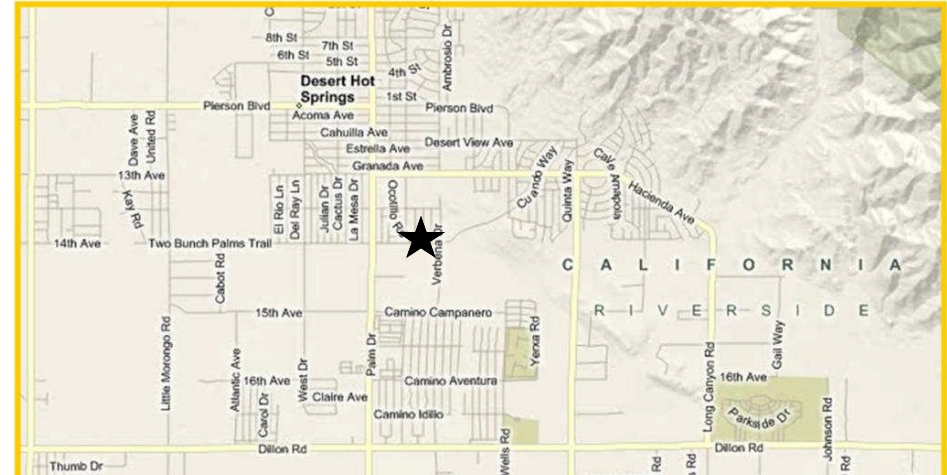 8th St
7th St
6th St
5th St
4th St
Ambrosio Dr
Desert Hot
Springs
1st St
Pierson Blvd
Pierson Blvd
Acoma Ave
Cahuilla Ave
Desert View Ave
Estrella Ave
Granada Ave
Dave Ave
United Rd
13th Ave
Kay Rd
El Rio Ln
Del Ray Ln
Julian Dr
Cactus Dr
La Mesa Dr
Ocotillo Rd
Cuando Way
Quinta Way
Calle Amapola
Hacienda Ave
14th Ave
Two Bunch Palms Trail
Verbena Dr
Cabot Rd
CALIFORNIA
RIVERSIDE
15th Ave
Camino Campanero
Little Morongo Rd
Atlantic Ave
West Dr
Palm Dr
Yerxa Rd
Long Canyon Rd
Gail Way
16th Ave
Carol Dr
Claire Ave
Camino Aventura
Camino Idilio
16th Ave
Parkside Dr
Johnson Rd
Dillon Rd
Dillon Rd
Wells Rd
Thumb Dr
Rd
s Rd
Rd